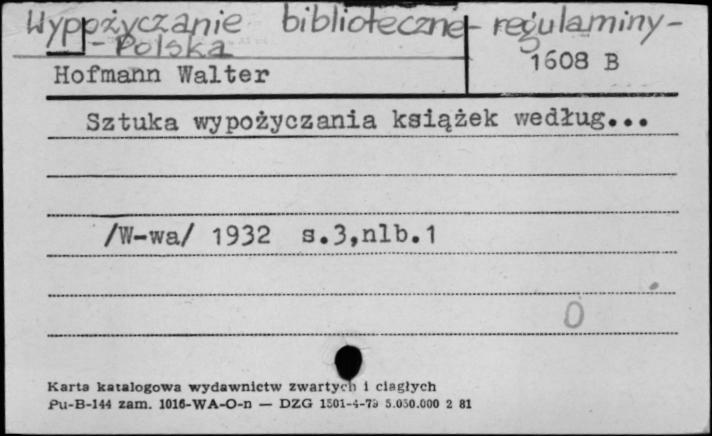 Wypożyczanie biblioteczne - regulaminy -
- Polska
1608 B
Hofmann Walter
Sztuka wypożyczania książek według...
/W-wa/ 1932 s.3,nlb.1
0
Karta katalogowa wydawnictw zwartych i ciągłych
Pu-B-144 zam. 1016-WA-O-n — DZG 1501-4-79 5.050.000 2 81